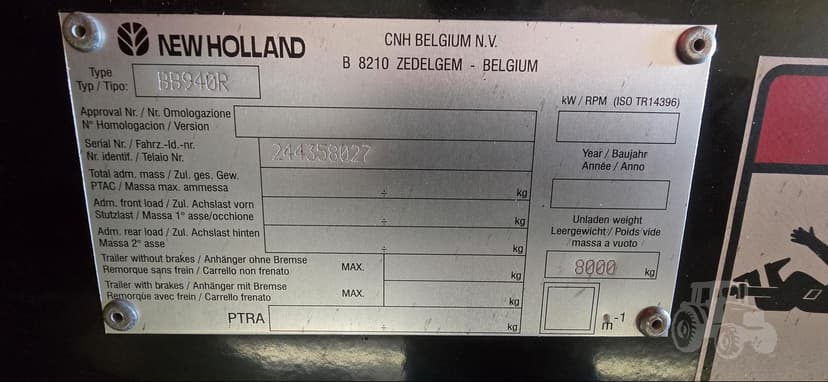 NEW HOLLAND
CNH BELGIUM N.V.
B 8210 ZEDELGEM - BELGIUM
Type
Typ / Tipo:
BB940R
Approval Nr. / Nr. Omologazione
N° Homologacion / Version
Serial Nr. / Fahrz.-Id.-nr.
Nr. identif. / Telaio Nr.
244358027
Total adm. mass / Zul. ges. Gew.
PTAC / Massa max. ammessa
÷ kg
Adm. front load / Zul. Achslast vorn
Stutzlast / Massa 1° asse/occhione
÷ kg
Adm. rear load / Zul. Achslast hinten
Massa 2° asse
÷ kg
Trailer without brakes / Anhänger ohne Bremse
Remorque sans frein / Carrello non frenato
MAX.
kg
Trailer with brakes / Anhänger mit Bremse
Remorque avec frein / Carrello frenato
MAX.
kg
PTRA
÷ kg
kW / RPM (ISO TR14396)
Year / Baujahr
Année / Anno
Unladen weight
Leergewicht / Poids vide
massa a vuoto
8000 kg
m-1